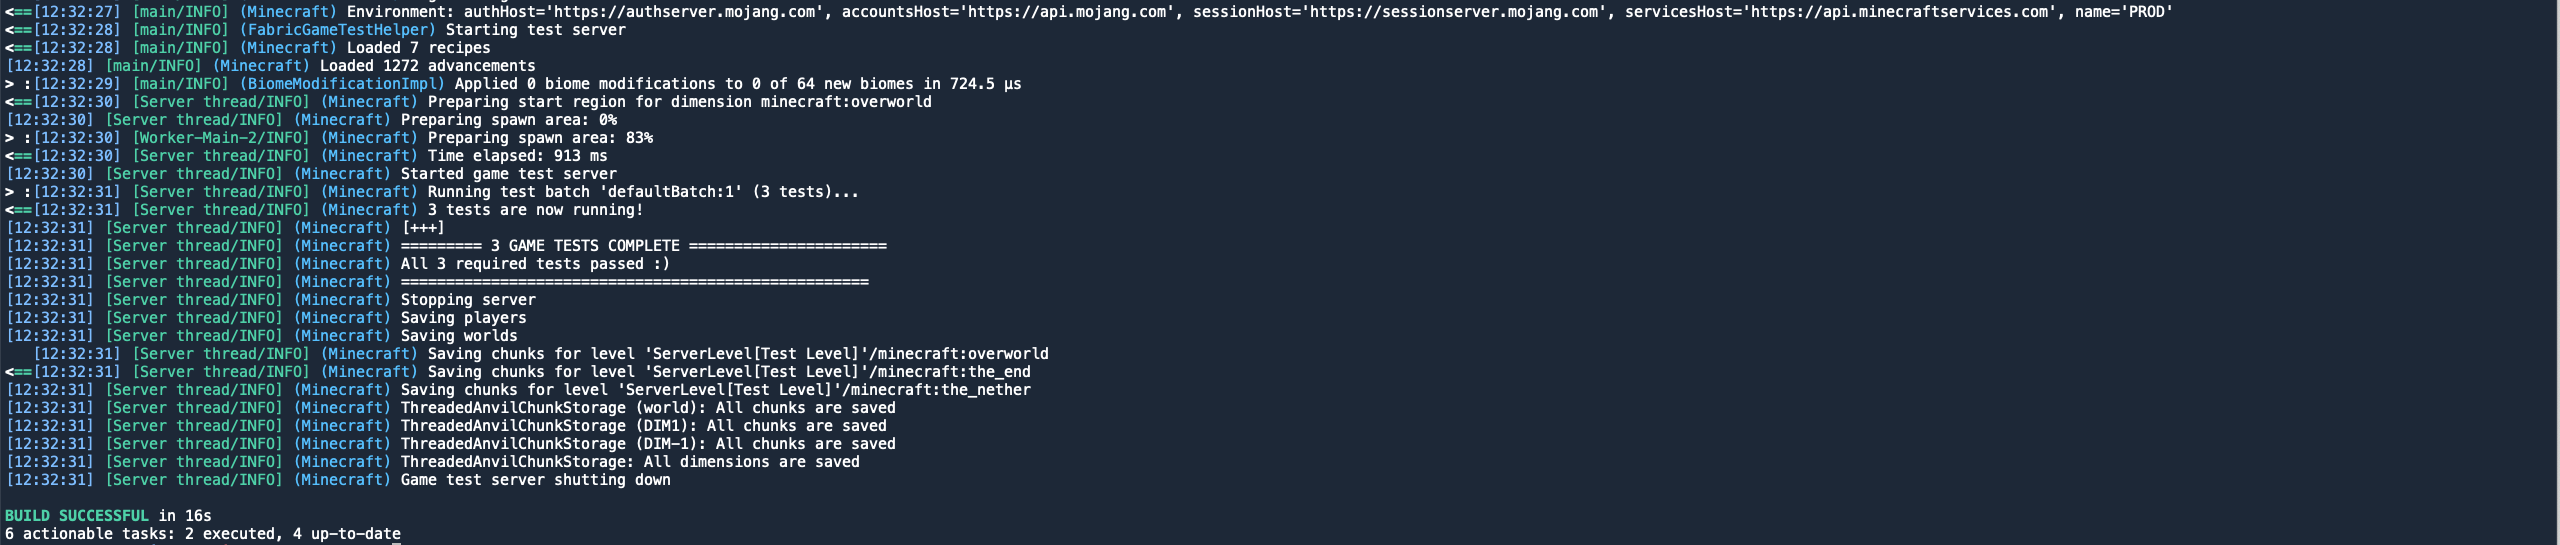 <==[12:32:27] [main/INFO] (Minecraft) Environment: authHost='https://authserver.mojang.com', accountsHost='https://api.mojang.com', sessionHost='https://sessionserver.mojang.com', servicesHost='https://api.minecraftservices.com', name='PROD'
<==[12:32:28] [main/INFO] (FabricGameTestHelper) Starting test server
<==[12:32:28] [main/INFO] (Minecraft) Loaded 7 recipes
[12:32:28] [main/INFO] (Minecraft) Loaded 1272 advancements
> :[12:32:29] [main/INFO] (BiomeModificationImpl) Applied 0 biome modifications to 0 of 64 new biomes in 724.5 μs
<==[12:32:30] [Server thread/INFO] (Minecraft) Preparing start region for dimension minecraft:overworld
[12:32:30] [Server thread/INFO] (Minecraft) Preparing spawn area: 0%
> :[12:32:30] [Worker-Main-2/INFO] (Minecraft) Preparing spawn area: 83%
<==[12:32:30] [Server thread/INFO] (Minecraft) Time elapsed: 913 ms
[12:32:30] [Server thread/INFO] (Minecraft) Started game test server
> :[12:32:31] [Server thread/INFO] (Minecraft) Running test batch 'defaultBatch:1' (3 tests)...
<==[12:32:31] [Server thread/INFO] (Minecraft) 3 tests are now running!
[12:32:31] [Server thread/INFO] (Minecraft) [+++]
[12:32:31] [Server thread/INFO] (Minecraft) ========= 3 GAME TESTS COMPLETE ======================
[12:32:31] [Server thread/INFO] (Minecraft) All 3 required tests passed :)
[12:32:31] [Server thread/INFO] (Minecraft) ====================================================
[12:32:31] [Server thread/INFO] (Minecraft) Stopping server
[12:32:31] [Server thread/INFO] (Minecraft) Saving players
[12:32:31] [Server thread/INFO] (Minecraft) Saving worlds
[12:32:31] [Server thread/INFO] (Minecraft) Saving chunks for level 'ServerLevel[Test Level]'/minecraft:overworld
<==[12:32:31] [Server thread/INFO] (Minecraft) Saving chunks for level 'ServerLevel[Test Level]'/minecraft:the_end
[12:32:31] [Server thread/INFO] (Minecraft) Saving chunks for level 'ServerLevel[Test Level]'/minecraft:the_nether
[12:32:31] [Server thread/INFO] (Minecraft) ThreadedAnvilChunkStorage (world): All chunks are saved
[12:32:31] [Server thread/INFO] (Minecraft) ThreadedAnvilChunkStorage (DIM1): All chunks are saved
[12:32:31] [Server thread/INFO] (Minecraft) ThreadedAnvilChunkStorage (DIM-1): All chunks are saved
[12:32:31] [Server thread/INFO] (Minecraft) ThreadedAnvilChunkStorage: All dimensions are saved
[12:32:31] [Server thread/INFO] (Minecraft) Game test server shutting down
BUILD SUCCESSFUL in 16s
6 actionable tasks: 2 executed, 4 up-to-date